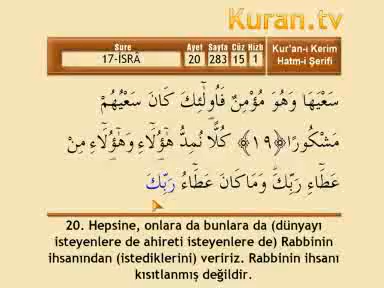 Kuran.tv
Sure Ayet Sayfa Cüz Hizb
17-İSRÂ 20 283 15 1
Kur'an-ı Kerim
Hatm-i Şerifi
سَعْيَهَا وَهُوَ مُؤْمِنٌ فَأُو۬لٰٓئِكَ كَانَ سَعْيُهُمْ
مَشْكُورًا ﴿١٩﴾ كُلًّا نُمِدُّ هٰٓؤُ۬لَٓاءِ وَهٰٓؤُ۬لَٓاءِ مِنْ
عَطَٓاءِ رَبِّكَۜ وَمَا كَانَ عَطَٓاءُ رَبِّكَ
20. Hepsine, onlara da bunlara da (dünyayı
isteyenlere de ahireti isteyenlere de) Rabbinin
ihsanından (istediklerini) veririz. Rabbinin ihsanı
kısıtlanmış değildir.